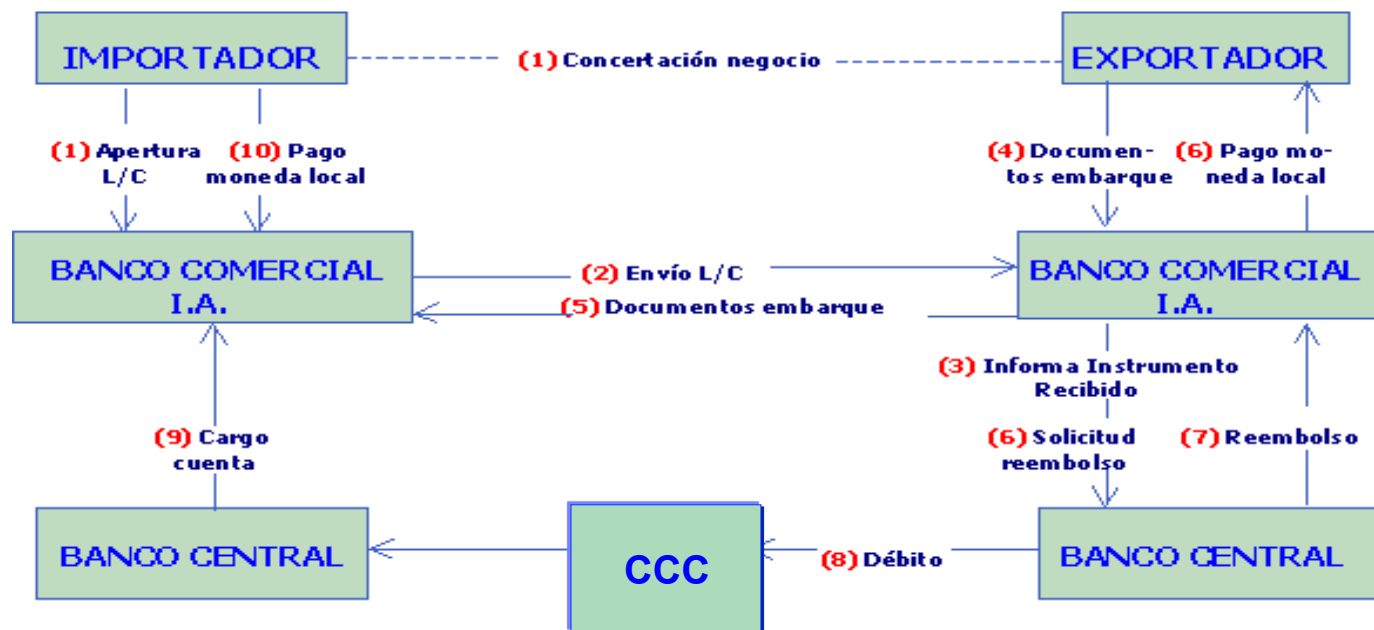 IMPORTADOR
(1) Concertación negocio
EXPORTADOR
(1) Apertura
L/C
(10) Pago
moneda local
(4) Documen-
tos embarque
(6) Pago mo-
neda local
BANCO COMERCIAL
I.A.
(2) Envío L/C
(5) Documentos embarque
BANCO COMERCIAL
I.A.
(3) Informa Instrumento
Recibido
(9) Cargo
cuenta
(6) Solicitud
reembolso
(7) Reembolso
BANCO CENTRAL
CCC
(8) Débito
BANCO CENTRAL